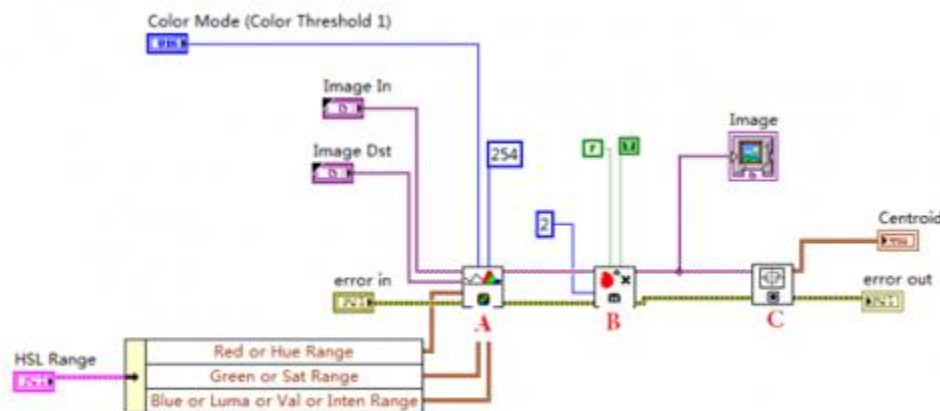 Color Mode (Color Threshold 1)
Image In
Image Dst
254
F
Image
2
Centroid
error in
error out
A
B
C
HSL Range
Red or Hue Range
Green or Sat Range
Blue or Luma or Val or Inten Range